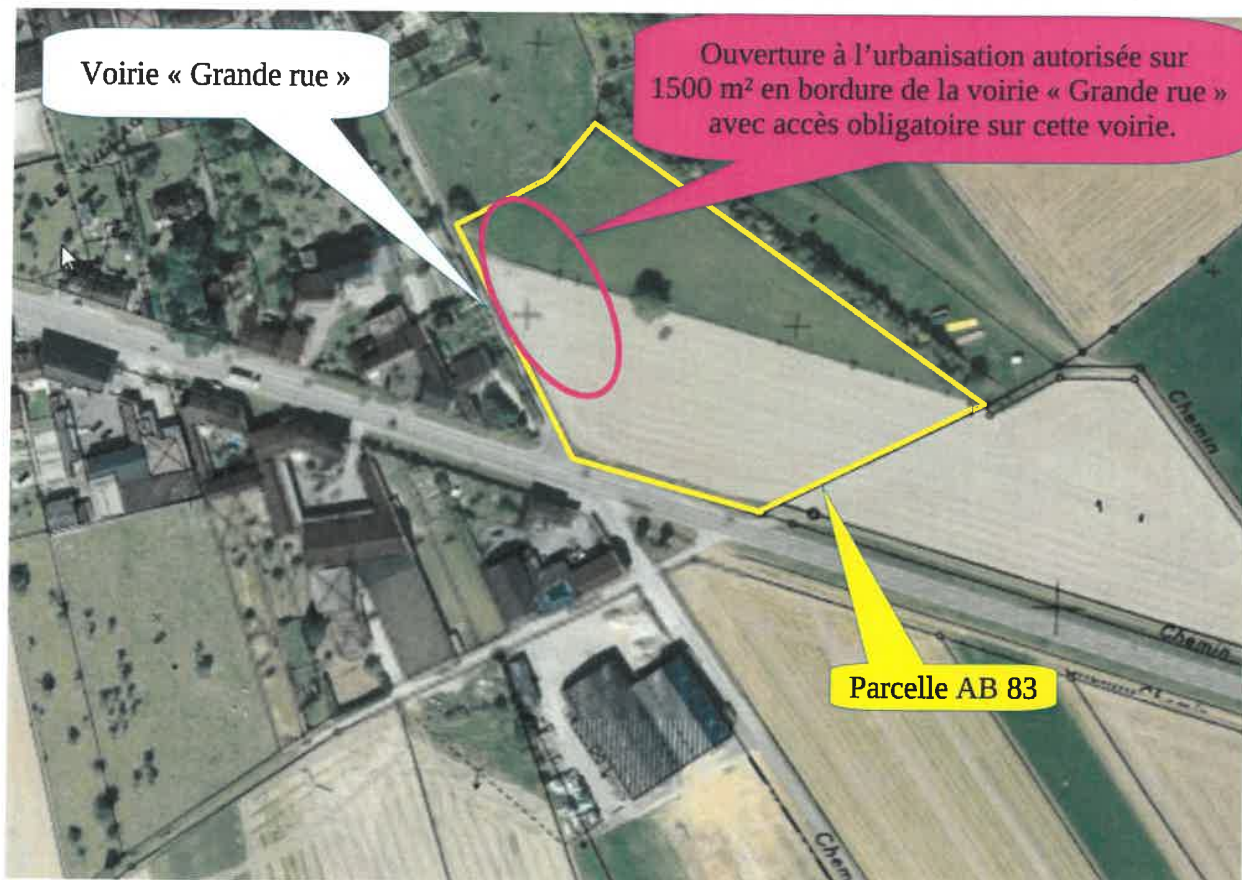 Voirie « Grande rue »
Ouverture à l’urbanisation autorisée sur
1500 m² en bordure de la voirie « Grande rue »
avec accès obligatoire sur cette voirie.
Chemin
Chemin
Parcelle AB 83
Chem